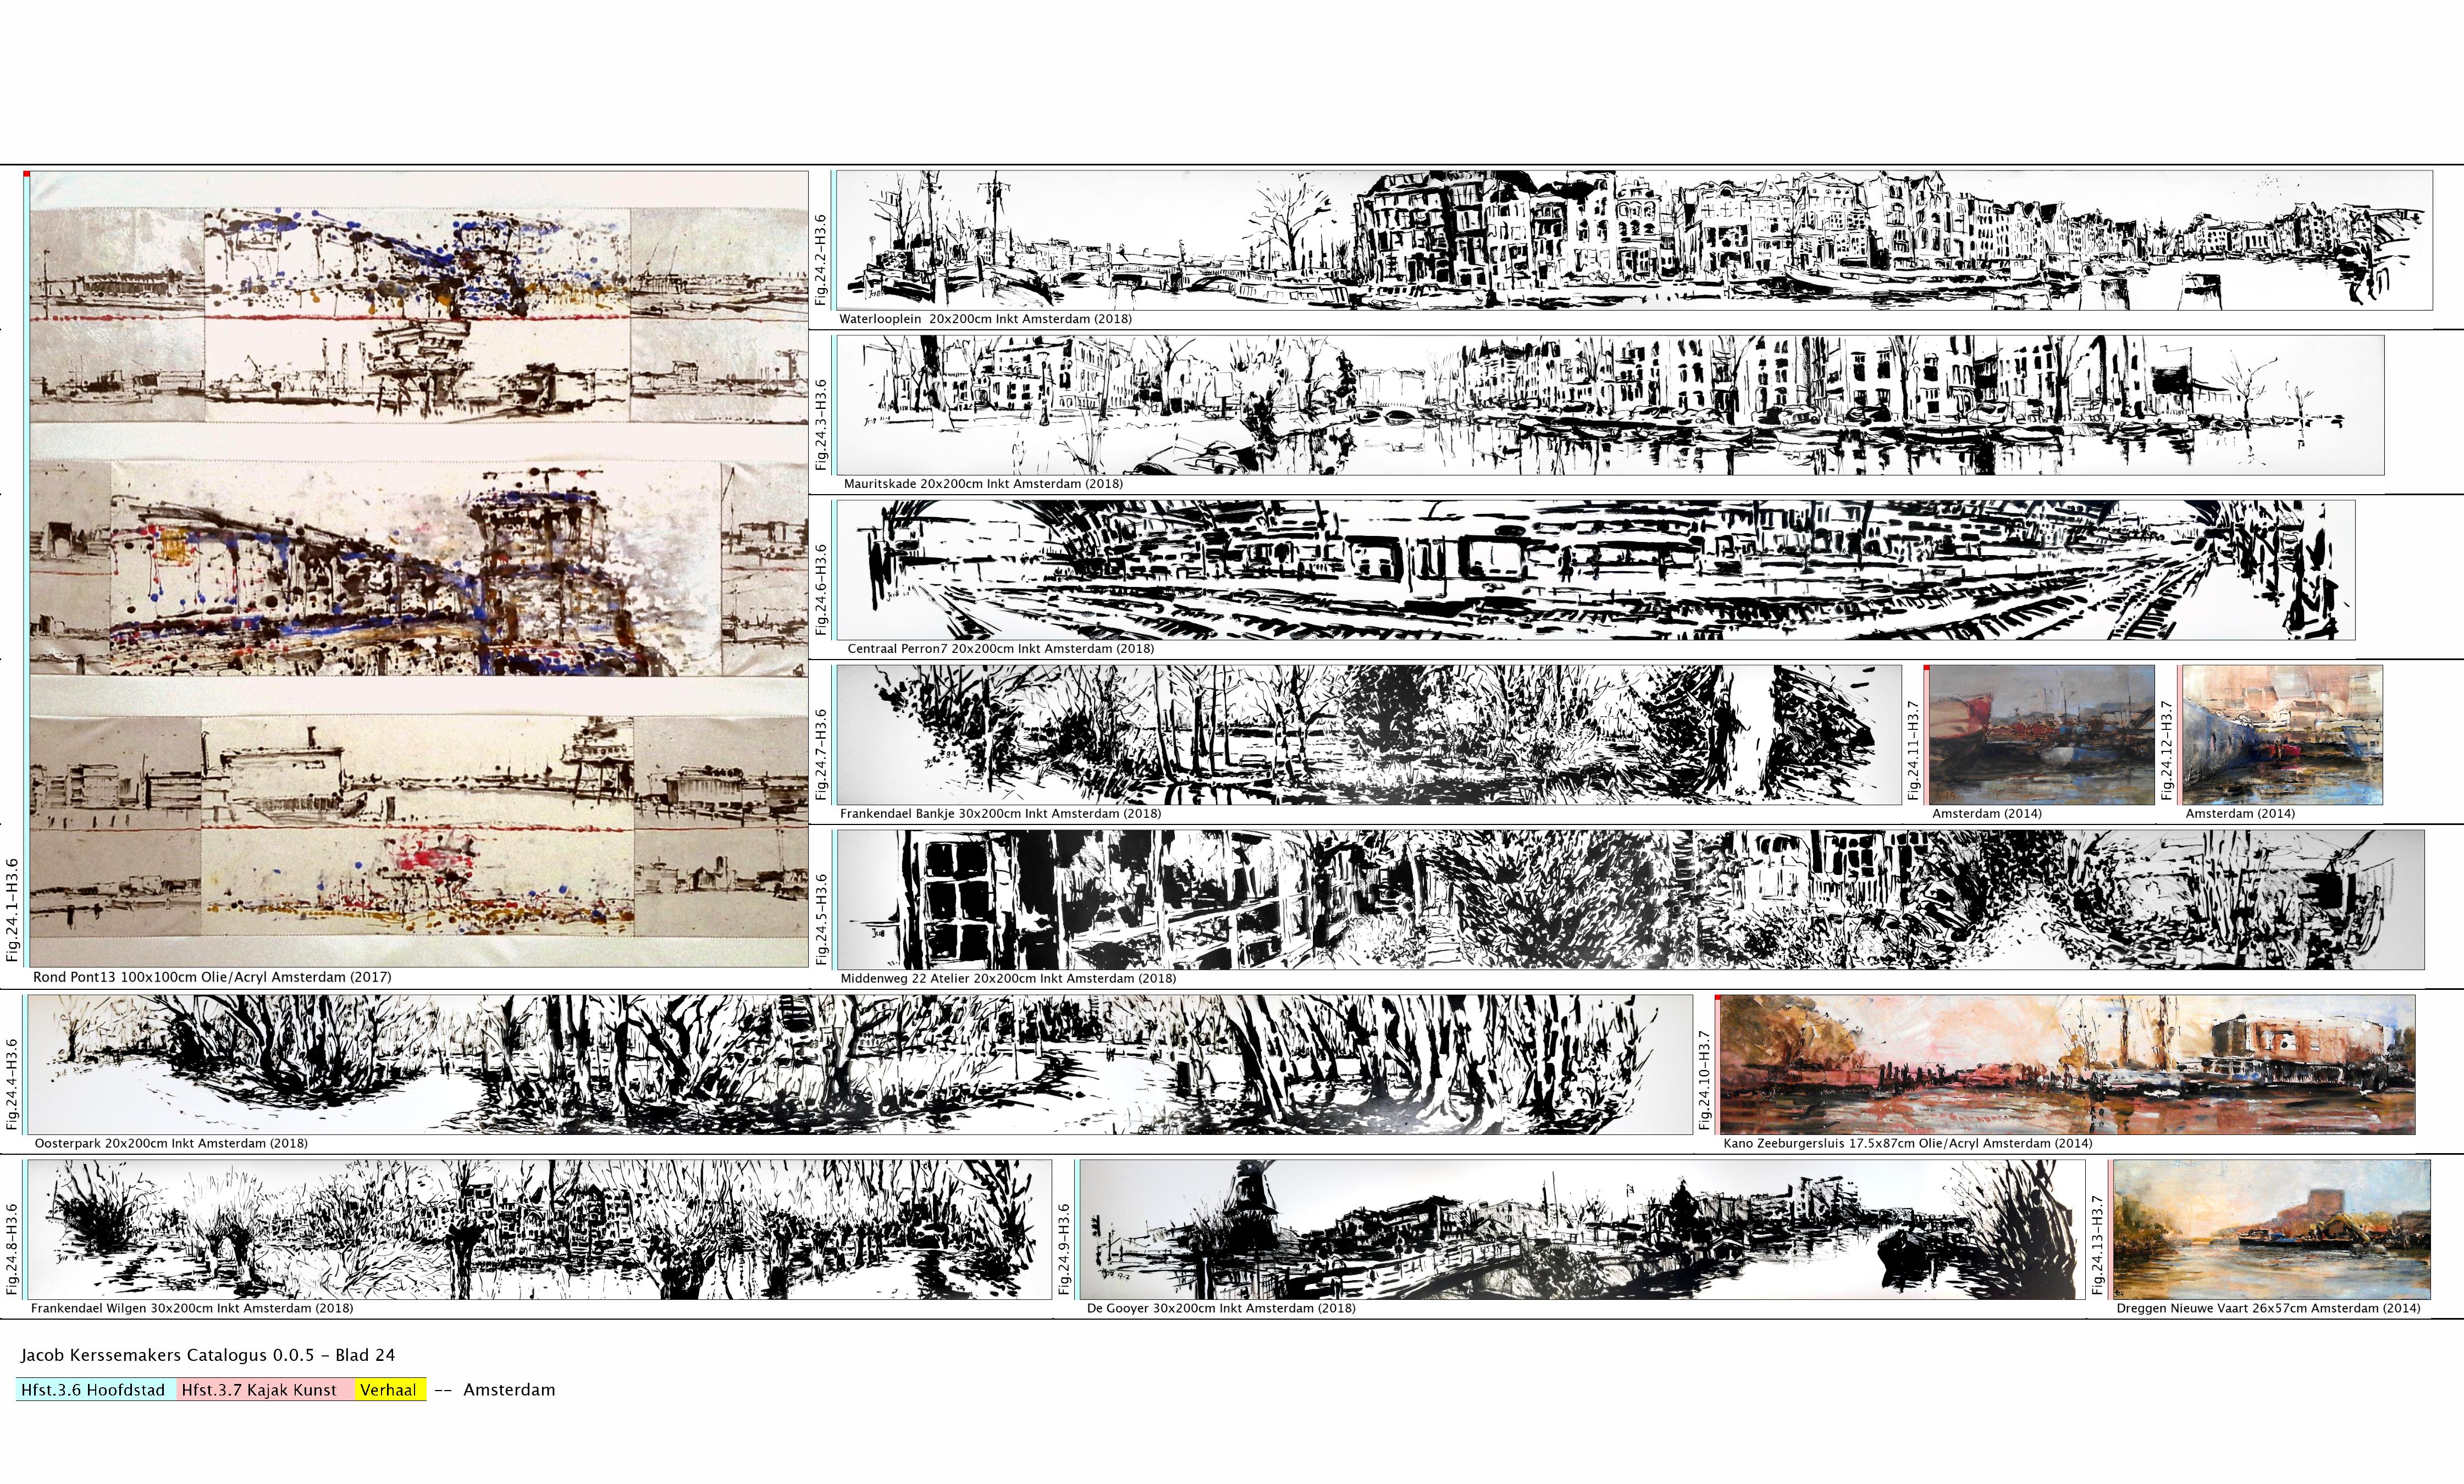 Fig.24.1-H3.6
Rond Pont13 100x100cm Olie/Acryl Amsterdam (2017)
Fig.24.2-H3.6
Waterlooplein  20x200cm Inkt Amsterdam (2018)
Fig.24.3-H3.6
Mauritskade 20x200cm Inkt Amsterdam (2018)
Fig.24.6-H3.6
Centraal Perron7 20x200cm Inkt Amsterdam (2018)
Fig.24.7-H3.6
Frankendael Bankje 30x200cm Inkt Amsterdam (2018)
Fig.24.11-H3.7
Amsterdam (2014)
Fig.24.12-H3.7
Amsterdam (2014)
Fig.24.5-H3.6
Middenweg 22 Atelier 20x200cm Inkt Amsterdam (2018)
Fig.24.4-H3.6
Oosterpark 20x200cm Inkt Amsterdam (2018)
Fig.24.10-H3.7
Kano Zeeburgersluis 17.5x87cm Olie/Acryl Amsterdam (2014)
Fig.24.8-H3.6
Frankendael Wilgen 30x200cm Inkt Amsterdam (2018)
Fig.24.9-H3.6
De Gooyer 30x200cm Inkt Amsterdam (2018)
Fig.24.13-H3.7
Dreggen Nieuwe Vaart 26x57cm Amsterdam (2014)
Jacob Kerssemakers Catalogus 0.0.5 - Blad 24
Hfst.3.6 Hoofdstad Hfst.3.7 Kajak Kunst Verhaal -- Amsterdam